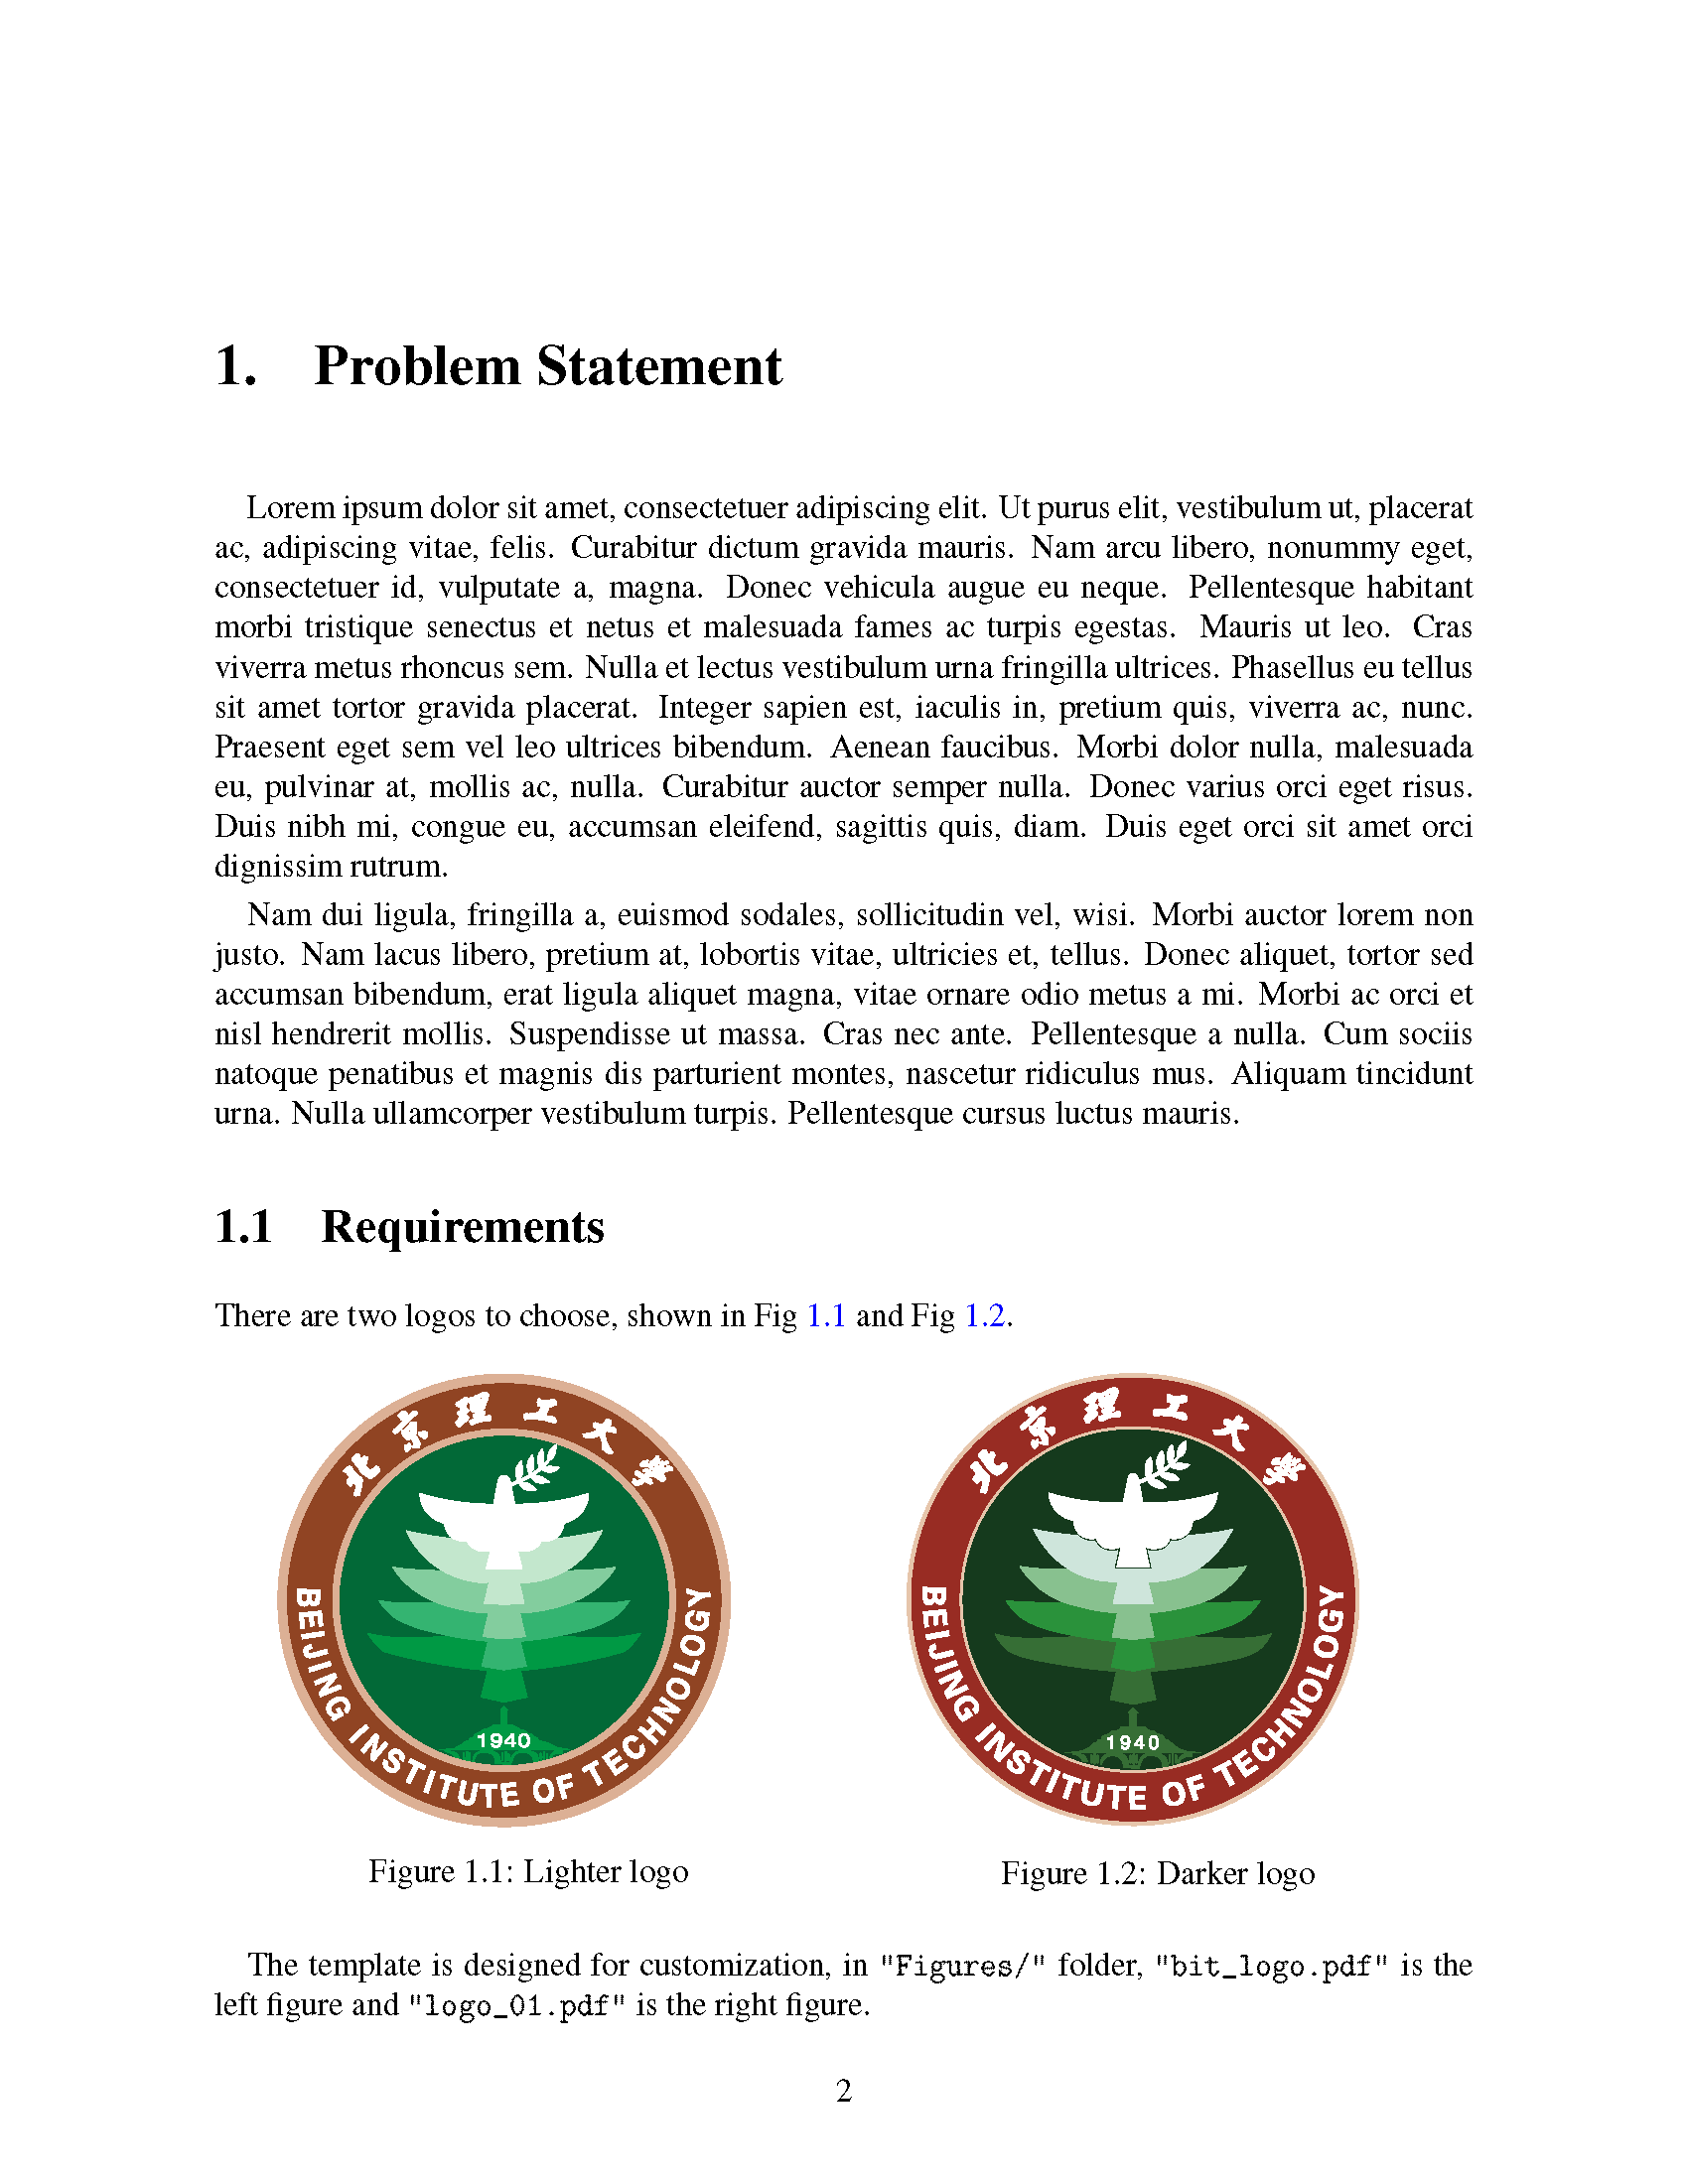 1. Problem Statement
Lorem ipsum dolor sit amet, consectetuer adipiscing elit. Ut purus elit, vestibulum ut, placerat
ac, adipiscing vitae, felis. Curabitur dictum gravida mauris. Nam arcu libero, nonummy eget,
consectetuer id, vulputate a, magna. Donec vehicula augue eu neque. Pellentesque habitant
morbi tristique senectus et netus et malesuada fames ac turpis egestas. Mauris ut leo. Cras
viverra metus rhoncus sem. Nulla et lectus vestibulum urna fringilla ultrices. Phasellus eu tellus
sit amet tortor gravida placerat. Integer sapien est, iaculis in, pretium quis, viverra ac, nunc.
Praesent eget sem vel leo ultrices bibendum. Aenean faucibus. Morbi dolor nulla, malesuada
eu, pulvinar at, mollis ac, nulla. Curabitur auctor semper nulla. Donec varius orci eget risus.
Duis nibh mi, congue eu, accumsan eleifend, sagittis quis, diam. Duis eget orci sit amet orci
dignissim rutrum.
Nam dui ligula, fringilla a, euismod sodales, sollicitudin vel, wisi. Morbi auctor lorem non
justo. Nam lacus libero, pretium at, lobortis vitae, ultricies et, tellus. Donec aliquet, tortor sed
accumsan bibendum, erat ligula aliquet magna, vitae ornare odio metus a mi. Morbi ac orci et
nisl hendrerit mollis. Suspendisse ut massa. Cras nec ante. Pellentesque a nulla. Cum sociis
natoque penatibus et magnis dis parturient montes, nascetur ridiculus mus. Aliquam tincidunt
urna. Nulla ullamcorper vestibulum turpis. Pellentesque cursus luctus mauris.
1.1 Requirements
There are two logos to choose, shown in Fig 1.1 and Fig 1.2.
北京理工大学
1940
BEIJING INSTITUTE OF TECHNOLOGY
北京理工大学
1940
BEIJING INSTITUTE OF TECHNOLOGY
Figure 1.1: Lighter logo
Figure 1.2: Darker logo
The template is designed for customization, in "Figures/" folder, "bit_logo.pdf" is the
left figure and "logo_01.pdf" is the right figure.
2